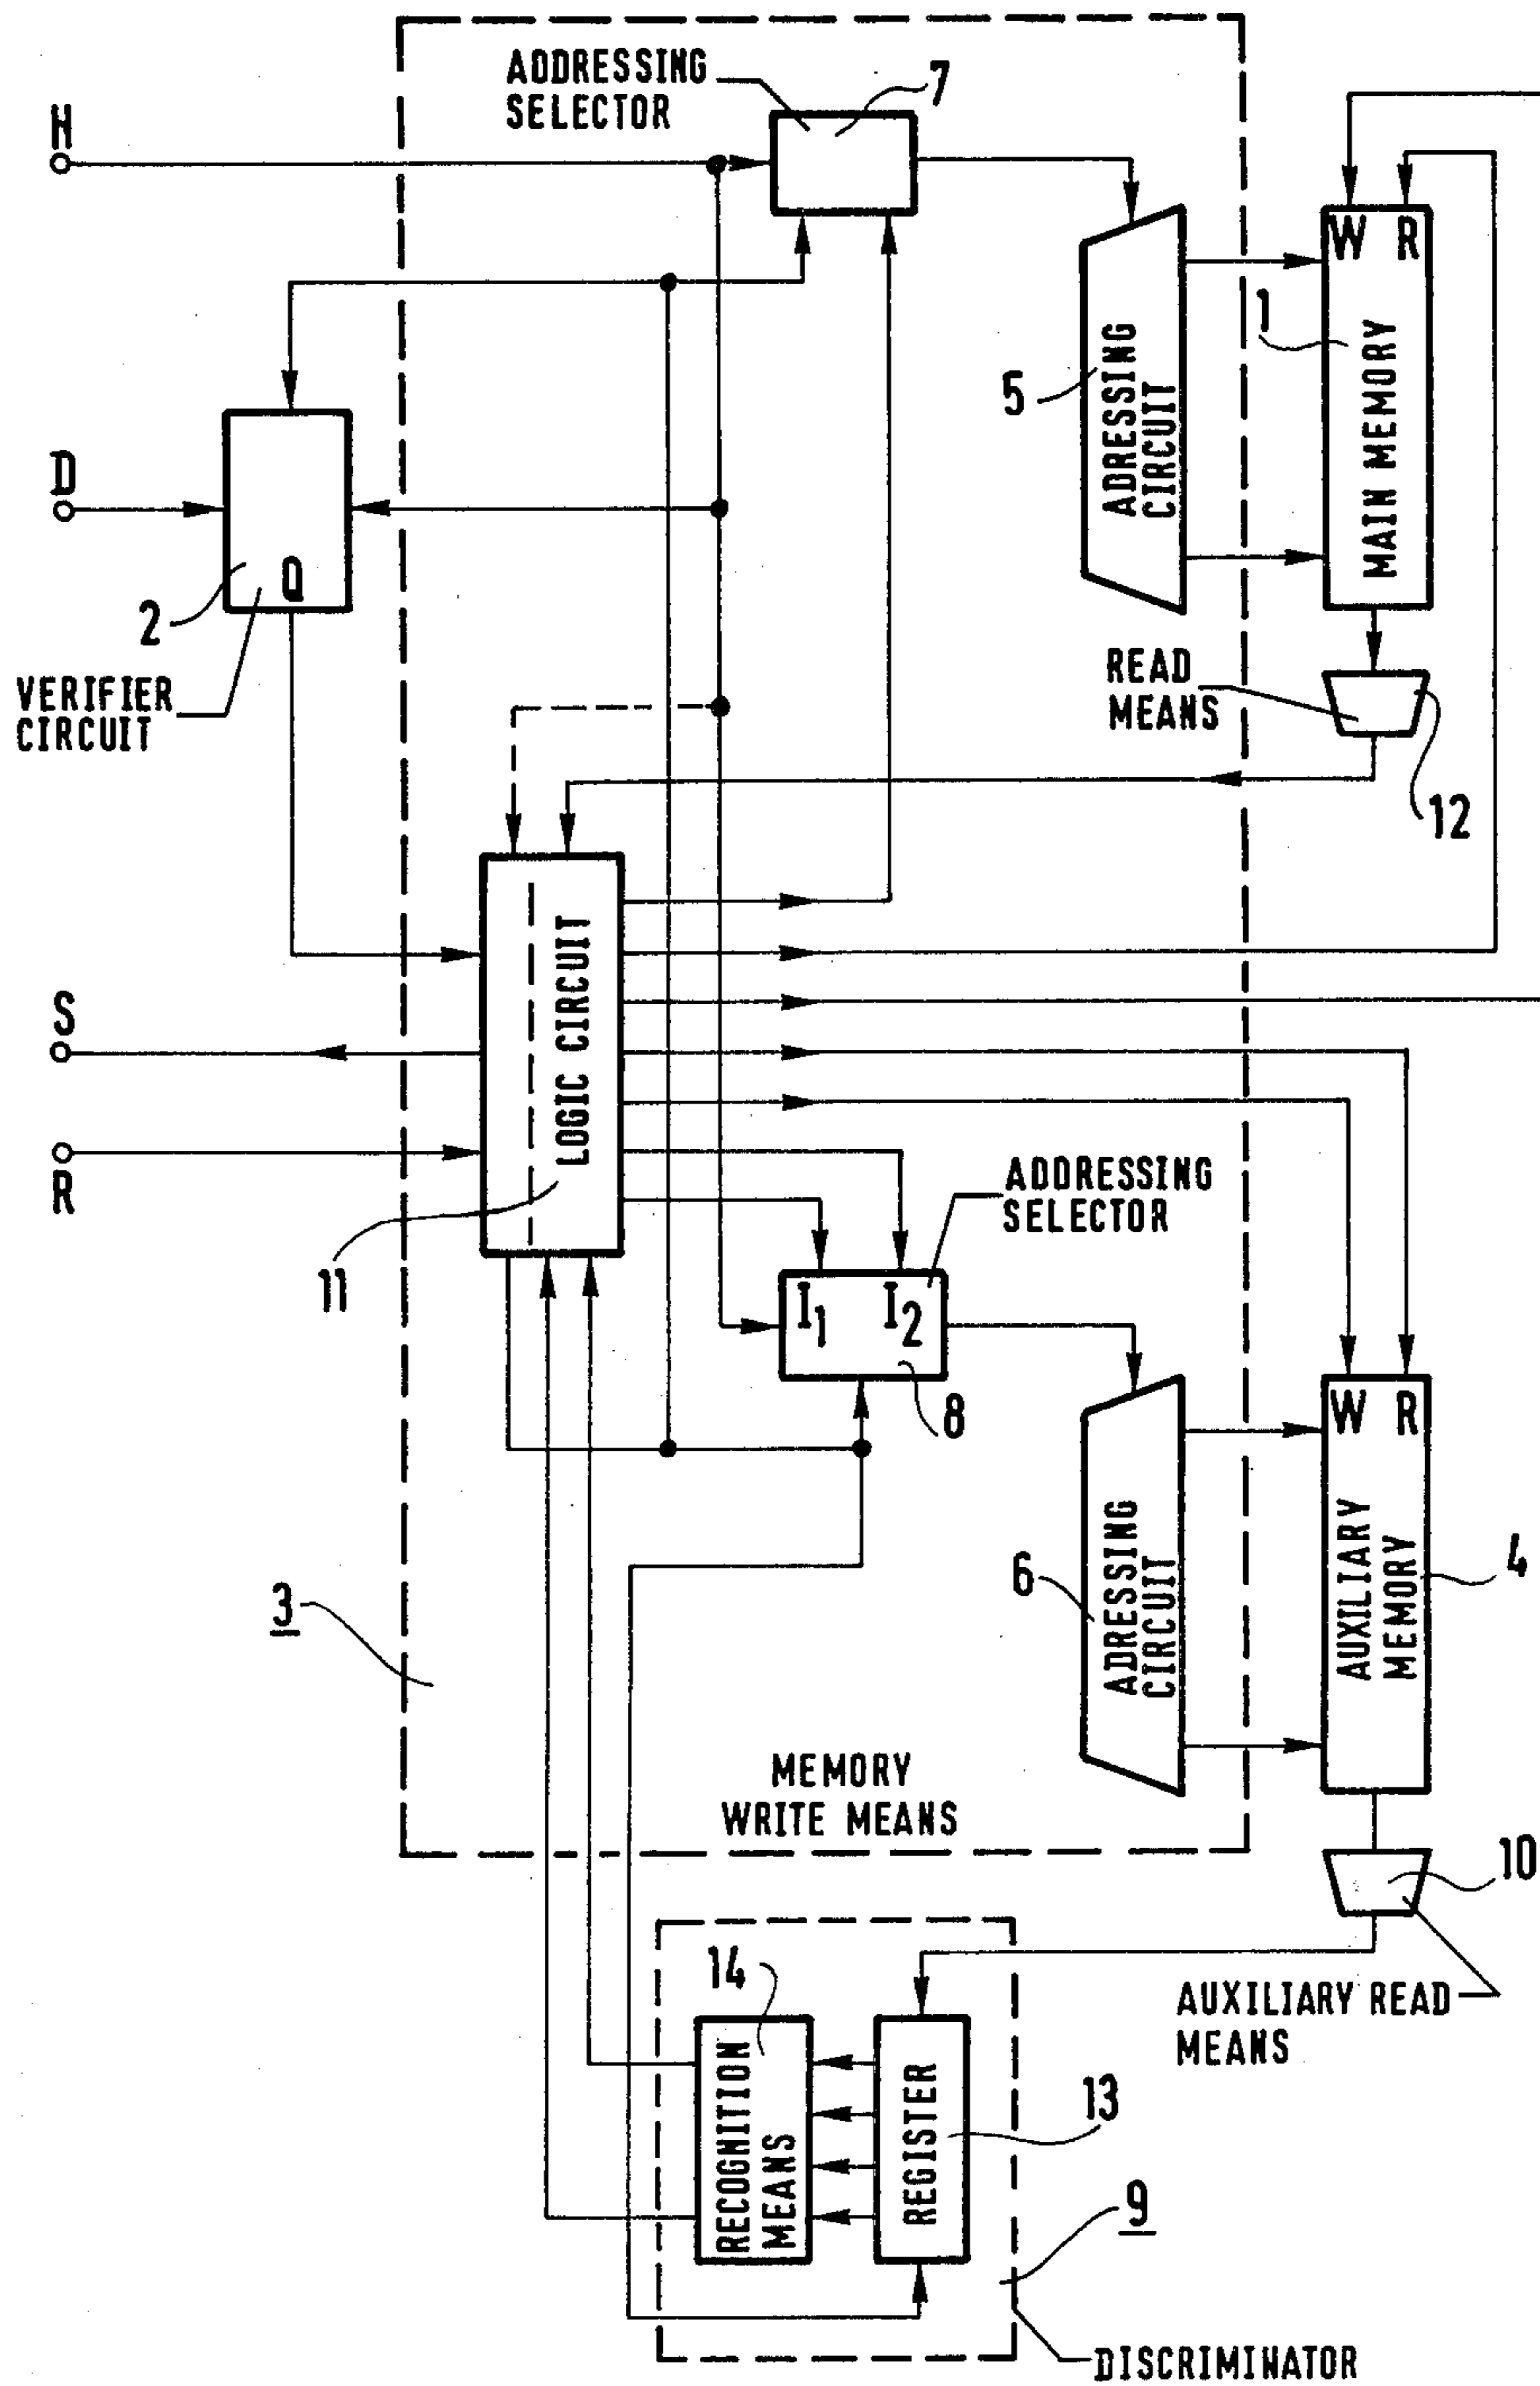 ADDRESSING
SELECTOR
7
H
W R
1
MAIN MEMORY
5
ADRESSING
CIRCUIT
D
Q
2
VERIFIER
CIRCUIT
READ
MEANS
12
S
LOGIC CIRCUIT
R
11
ADDRESSING
SELECTOR
I1 I2
8
W R
ADRESSING
CIRCUIT
6
AUXILIARY
MEMORY
4
3
MEMORY
WRITE MEANS
10
14
AUXILIARY READ
MEANS
RECOGNITION
MEANS
REGISTER
13
9
DISCRIMINATOR